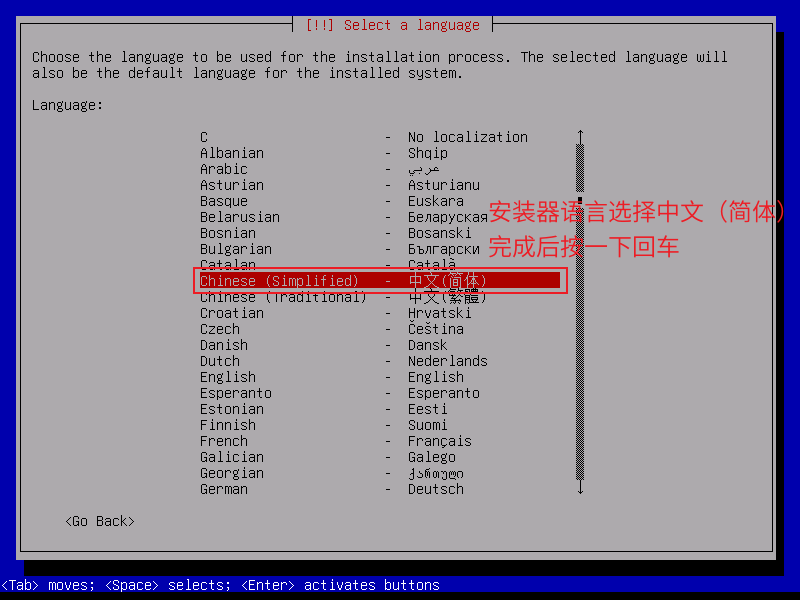 [!!] Select a language
Choose the language to be used for the installation process. The selected language will
also be the default language for the installed system.
Language:
C - No localization
Albanian - Shqip
Arabic - عربي
Asturian - Asturianu
Basque - Euskara
Belarusian - Беларуская
Bosnian - Bosanski
Bulgarian - Български
Catalan - Català
Chinese (Simplified) - 中文(简体)
Chinese (Traditional) - 中文(繁體)
Croatian - Hrvatski
Czech - Čeština
Danish - Dansk
Dutch - Nederlands
English - English
Esperanto - Esperanto
Estonian - Eesti
Finnish - Suomi
French - Français
Galician - Galego
Georgian - ქართული
German - Deutsch
安装器语言选择中文（简体）
完成后按一下回车
<Go Back>
<Tab> moves; <Space> selects; <Enter> activates buttons